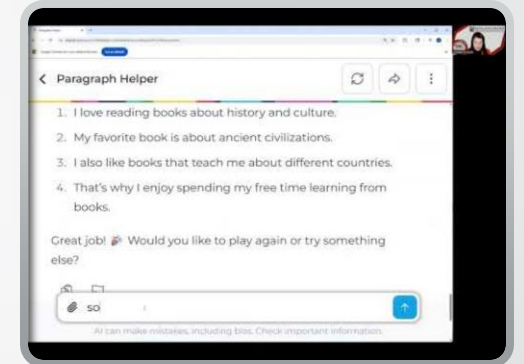 Paragraph Helper
1. I love reading books about history and culture.
2. My favorite book is about ancient civilizations.
3. I also like books that teach me about different countries.
4. That's why I enjoy spending my free time learning from
books.
Great job! 🎉 Would you like to play again or try something
else?
so
AI can make mistakes, including bias. Check important information.